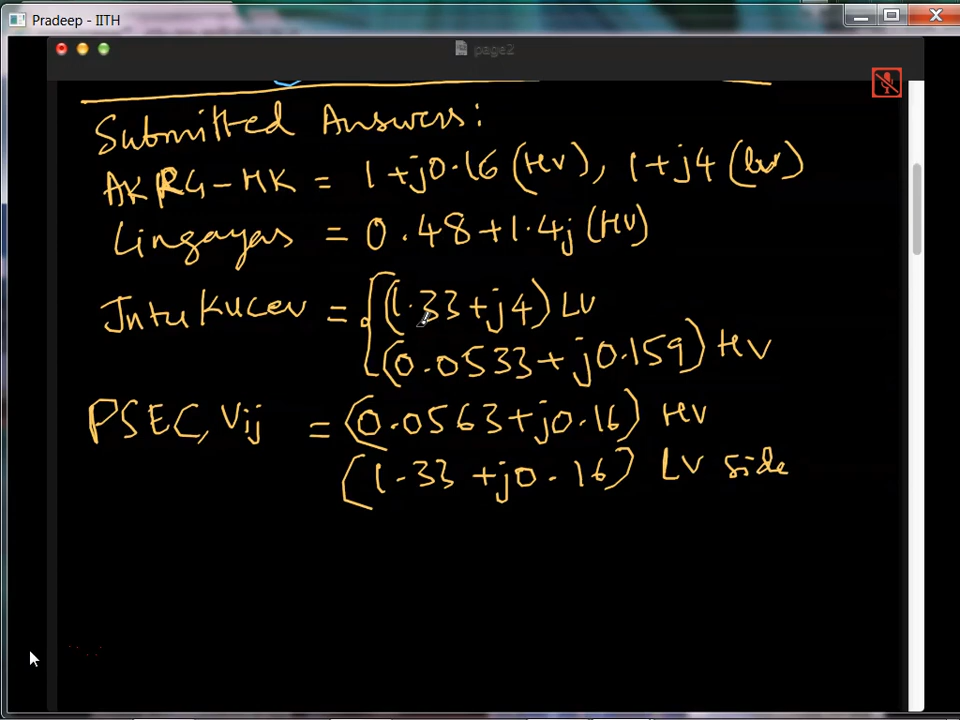 Pradeep - IITH
page2
Submitted Answers:
AKRG-MK = 1+j0.16 (HV), 1+j4 (LV)
Lingayas = 0.48+1.4j (HV)
Jntu Kucev = (1.33+j4) LV
(0.0533+j0.159) HV
PSEC, Vij = (0.0563+j0.16) HV
(1.33+j0.16) LV side